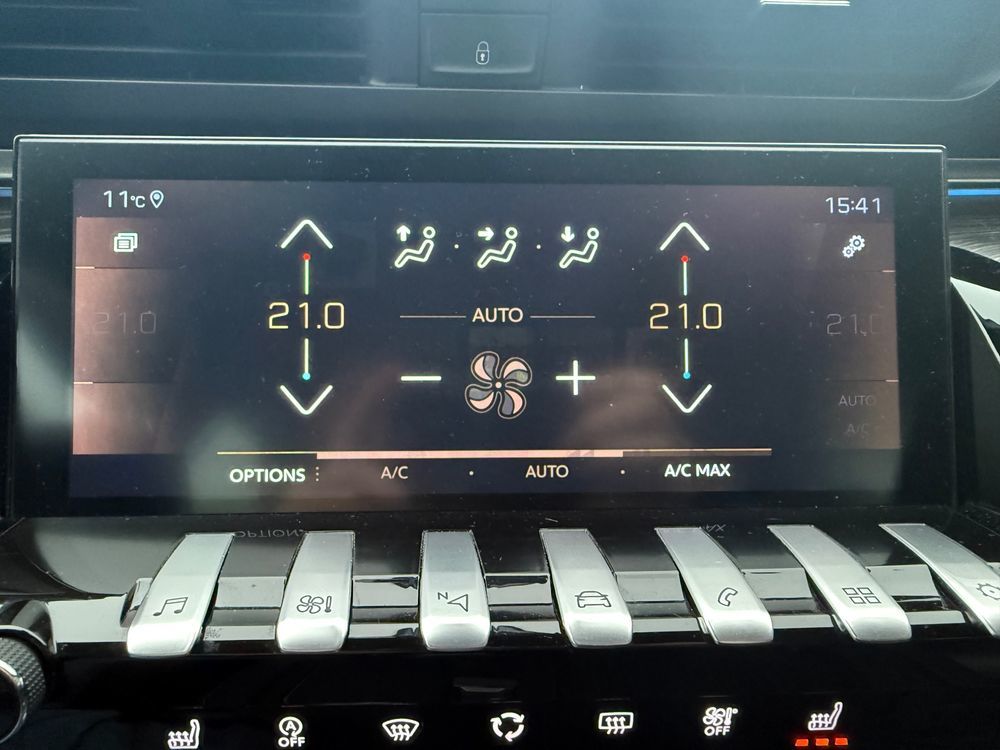 11°C
15:41
21.0
21.0
21.0
21.0
AUTO
AUTO
A/C
OPTIONS
A/C
AUTO
A/C MAX
N
OFF
OFF